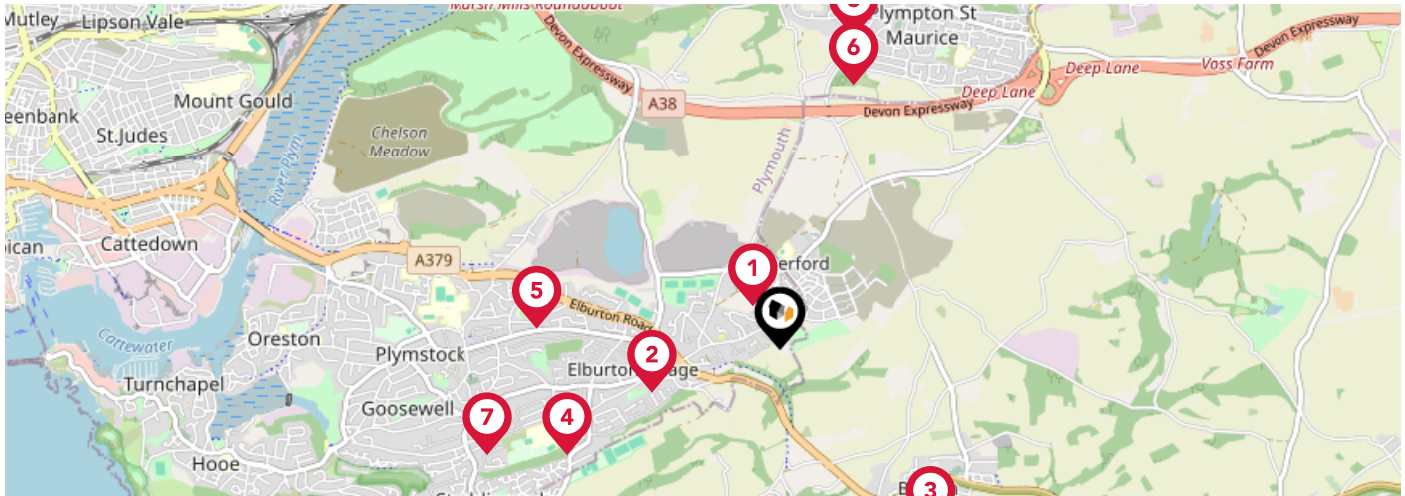 Mutley
Lipson Vale
Marsh Mills Roundabout
Plympton St
Maurice
6
Devon Expressway
Devon Expressway
Deep Lane
Voss Farm
Deep Lane
A38
Devon Expressway
Mount Gould
eenbank
St.Judes
Chelson
Meadow
River Plym
Plymouth
Cattedown
A379
1
erford
5
Elburton Road
Oreston
Cattewater
Plymstock
2
Elburton
age
Turnchapel
Goosewell
7
4
Hooe
3